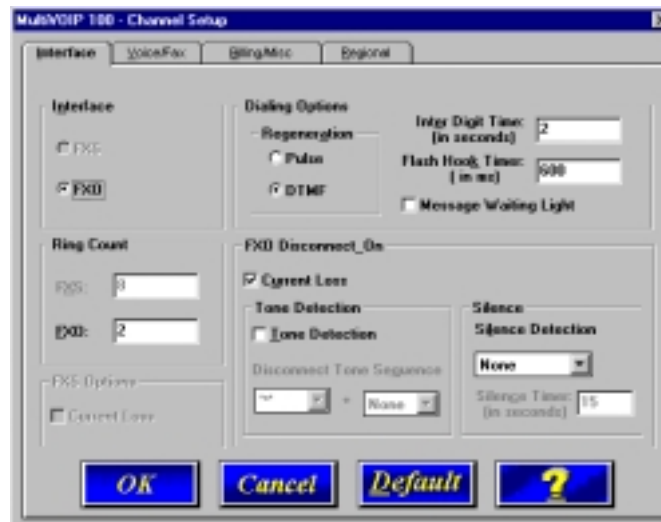 MultiVOIP 100 - Channel Setup
Interface
Voice/Fax
Billing/Misc
Regional
Interface
FXS
FXO
Dialing Options
Regeneration
Pulse
DTMF
Inter Digit Time:
(in seconds)
2
Flash Hook Timer:
(in ms)
600
Message Waiting Light
Ring Count
FXS:
8
FXO:
2
FXS Options
Current Loss
FXO Disconnect_On
Current Loss
Tone Detection
Tone Detection
Disconnect Tone Sequence
+
None
Silence
Silence Detection
None
Silence Timer:
(in seconds)
15
OK
Cancel
Default
?